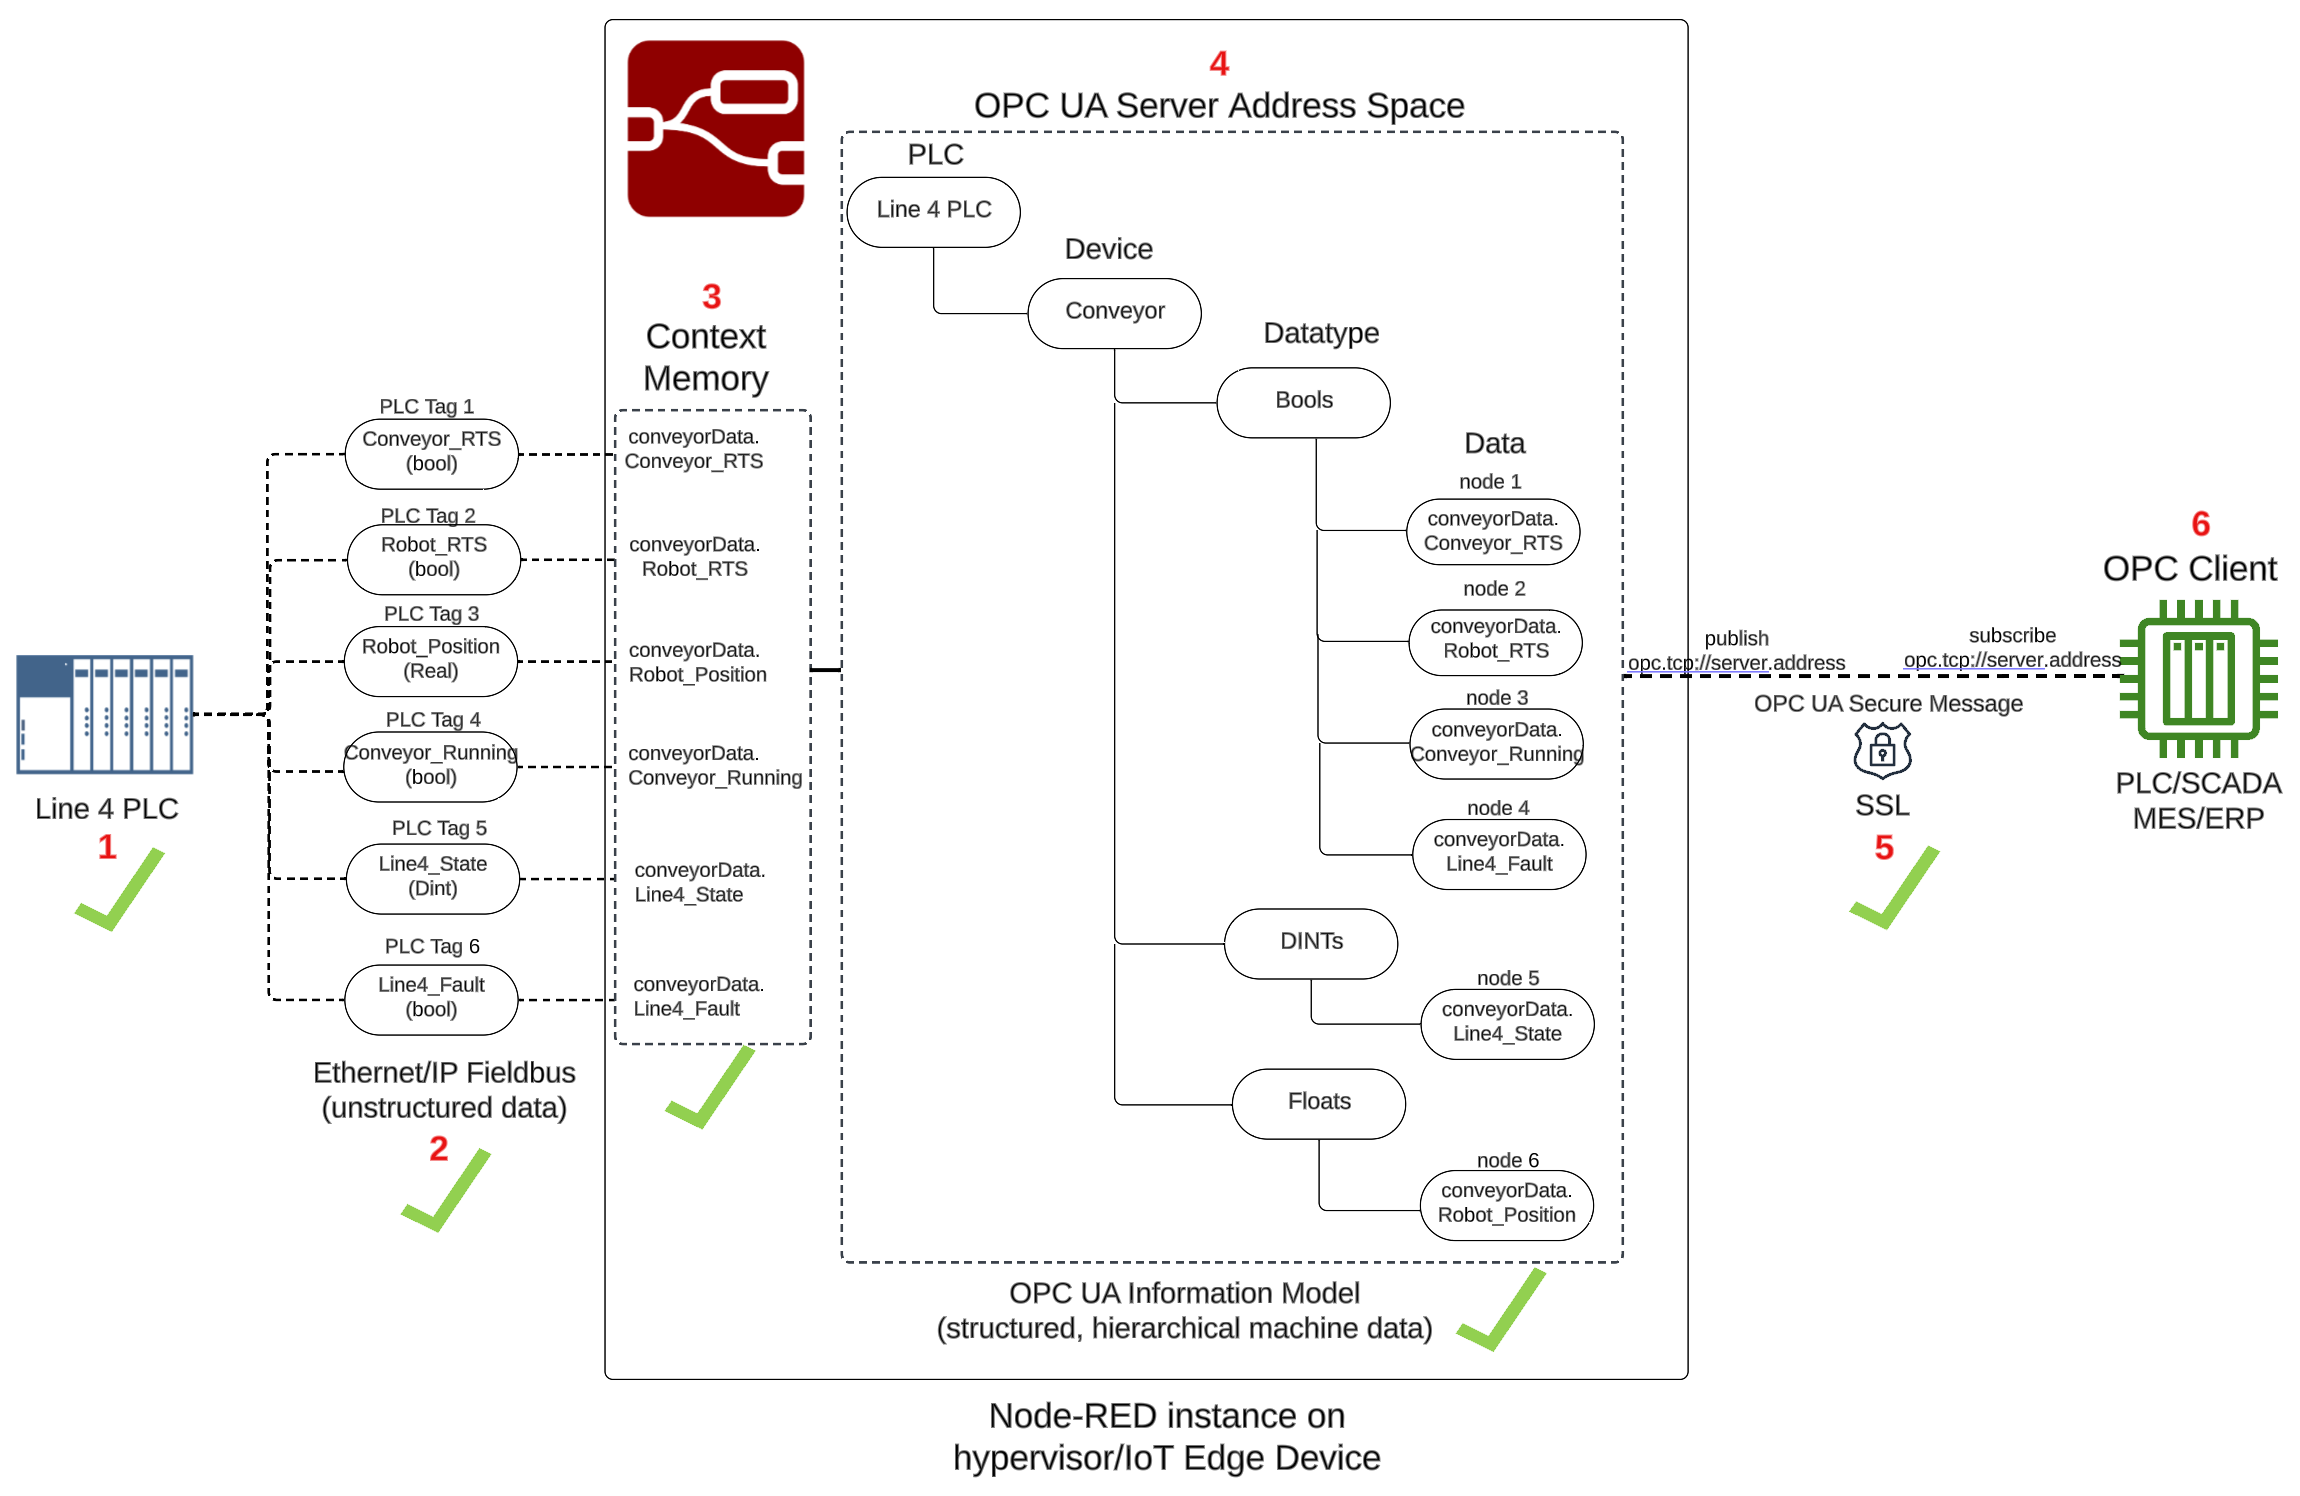 4
OPC UA Server Address Space
PLC
Line 4 PLC
Device
Conveyor
Datatype
Bools
Data
node 1
conveyorData.
Conveyor_RTS
node 2
conveyorData.
Robot_RTS
node 3
conveyorData.
Conveyor_Running
node 4
conveyorData.
Line4_Fault
DINTs
node 5
conveyorData.
Line4_State
Floats
node 6
conveyorData.
Robot_Position
OPC UA Information Model
(structured, hierarchical machine data)
3
Context
Memory
conveyorData.
Conveyor_RTS
conveyorData.
Robot_RTS
conveyorData.
Robot_Position
conveyorData.
Conveyor_Running
conveyorData.
Line4_State
conveyorData.
Line4_Fault
PLC Tag 1
Conveyor_RTS
(bool)
PLC Tag 2
Robot_RTS
(bool)
PLC Tag 3
Robot_Position
(Real)
PLC Tag 4
Conveyor_Running
(bool)
PLC Tag 5
Line4_State
(Dint)
PLC Tag 6
Line4_Fault
(bool)
Ethernet/IP Fieldbus
(unstructured data)
2
Line 4 PLC
1
publish
opc.tcp://server.address
subscribe
opc.tcp://server.address
OPC UA Secure Message
SSL
5
6
OPC Client
PLC/SCADA
MES/ERP
Node-RED instance on
hypervisor/IoT Edge Device